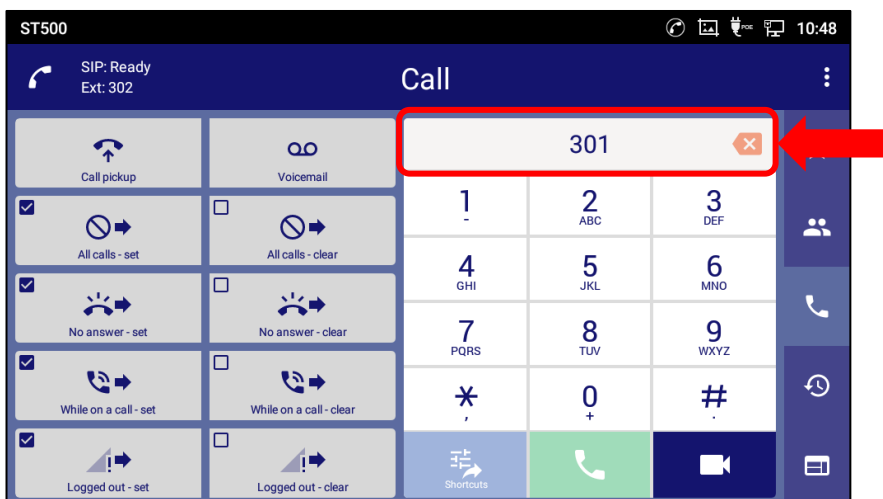 ST500
POE
10:48
SIP: Ready
Ext: 302
Call
Call pickup
Voicemail
301
1
-
2
ABC
3
DEF
All calls - set
All calls - clear
4
GHI
5
JKL
6
MNO
No answer - set
No answer - clear
7
PQRS
8
TUV
9
WXYZ
While on a call - set
While on a call - clear
*
,
0
+
#
.
Logged out - set
Logged out - clear
Shortcuts